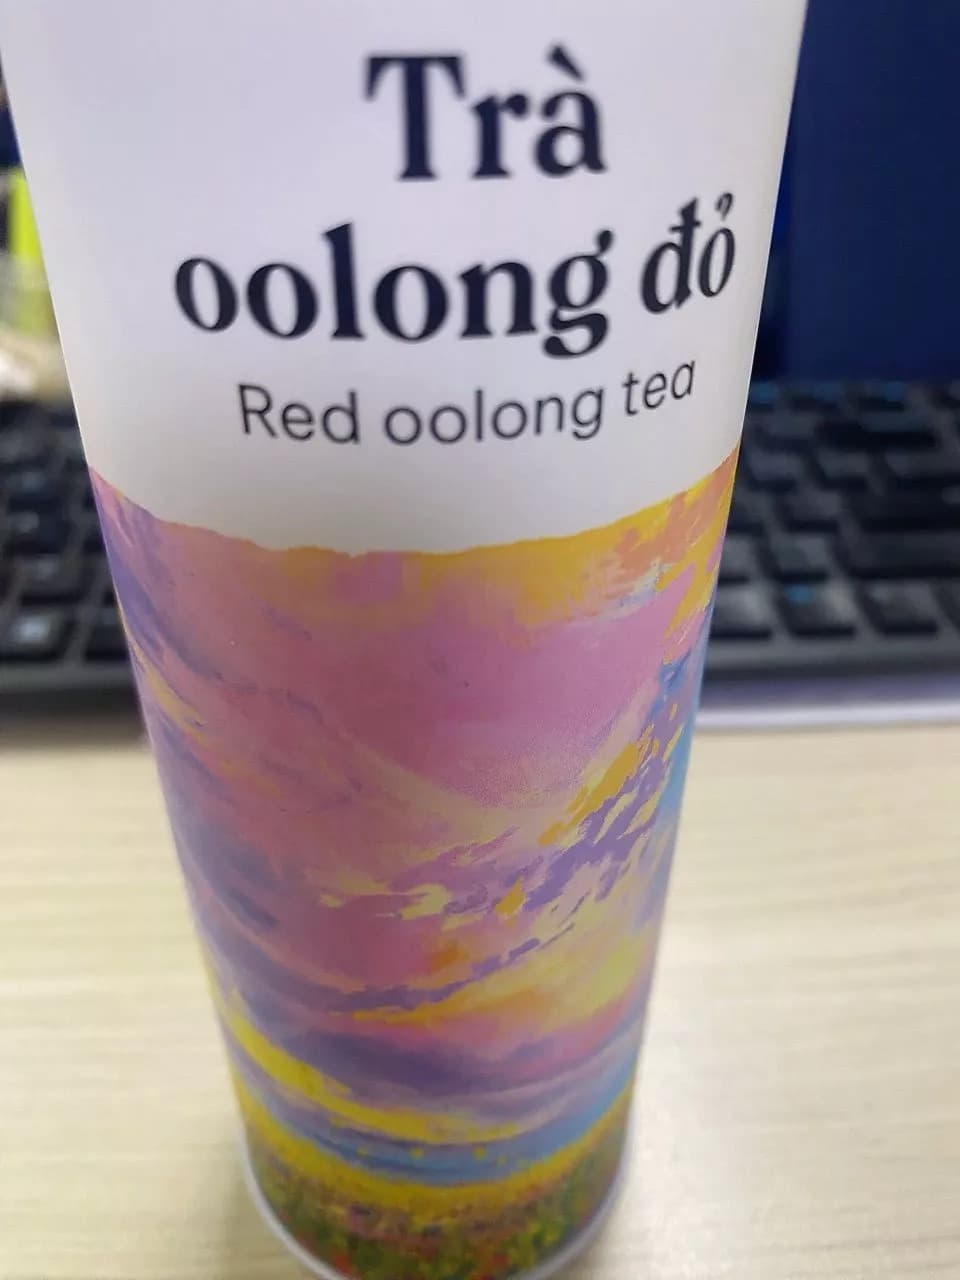 Trà
oolong đỏ
Red oolong tea